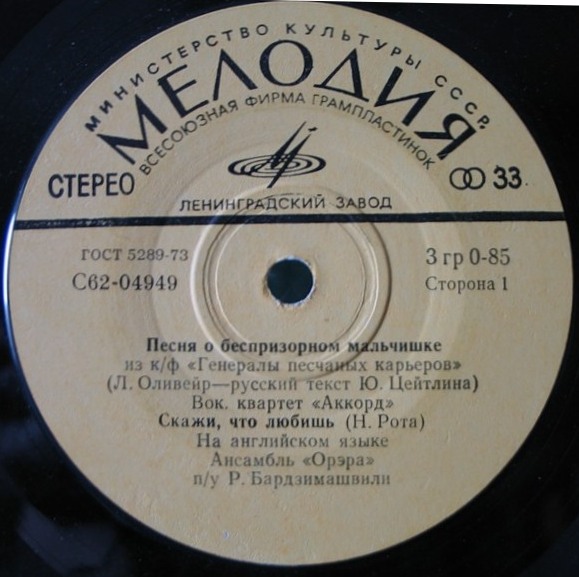 МИНИСТЕРСТВО КУЛЬТУРЫ СССР.
МЕЛОДИЯ
ВСЕСОЮЗНАЯ ФИРМА ГРАМПЛАСТИНОК
СТЕРЕО
33
ЛЕНИНГРАДСКИЙ ЗАВОД
ГОСТ 5289-73
3 гр 0-85
С62-04949
Сторона 1
Песня о беспризорном мальчишке
из к/ф «Генералы песчаных карьеров»
(Л. Оливейр—русский текст Ю. Цейтлина)
Вок. квартет «Аккорд»
Скажи, что любишь (Н. Рота)
На английском языке
Ансамбль «Орэра»
п/у Р. Бардзимашвили